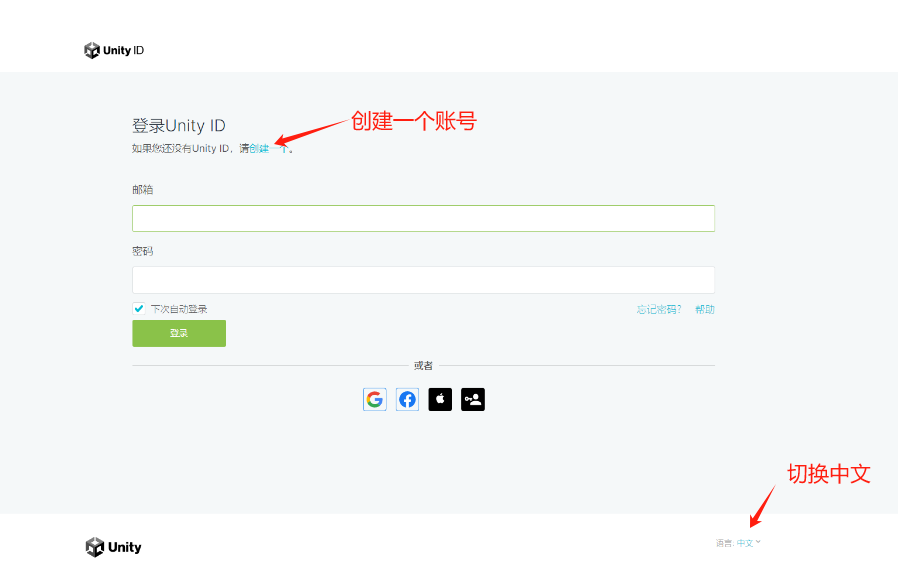 Unity ID
创建一个账号
登录Unity ID
如果您还没有Unity ID，请创建一个。
邮箱
密码
下次自动登录
忘记密码? 帮助
登录
或者
切换中文
Unity
语言: 中文